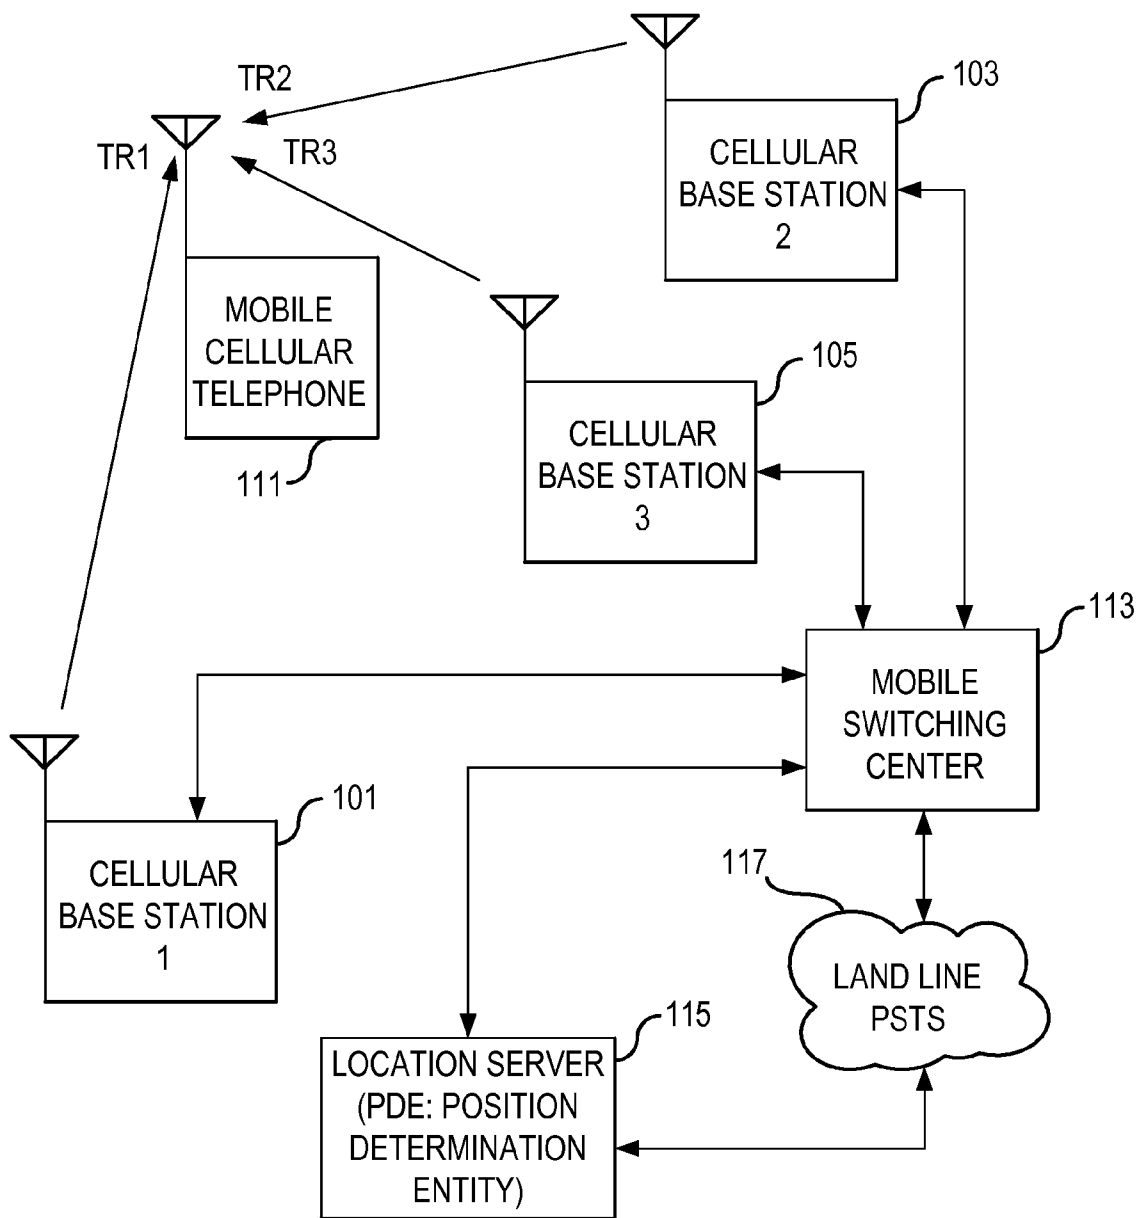 TR2
103
TR1
TR3
CELLULAR
BASE STATION
2
MOBILE
CELLULAR
TELEPHONE
111
105
CELLULAR
BASE STATION
3
113
MOBILE
SWITCHING
CENTER
101
CELLULAR
BASE STATION
1
117
LAND LINE
PSTS
115
LOCATION SERVER
(PDE: POSITION
DETERMINATION
ENTITY)